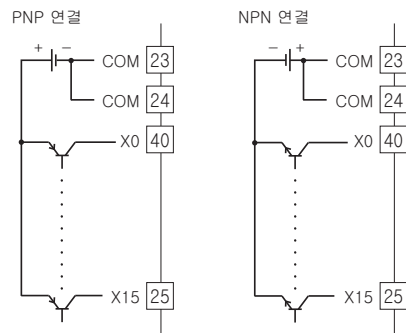 PNP 연결
+ −
COM 23
COM 24
X0 40
X15 25
NPN 연결
− +
COM 23
COM 24
X0 40
X15 25